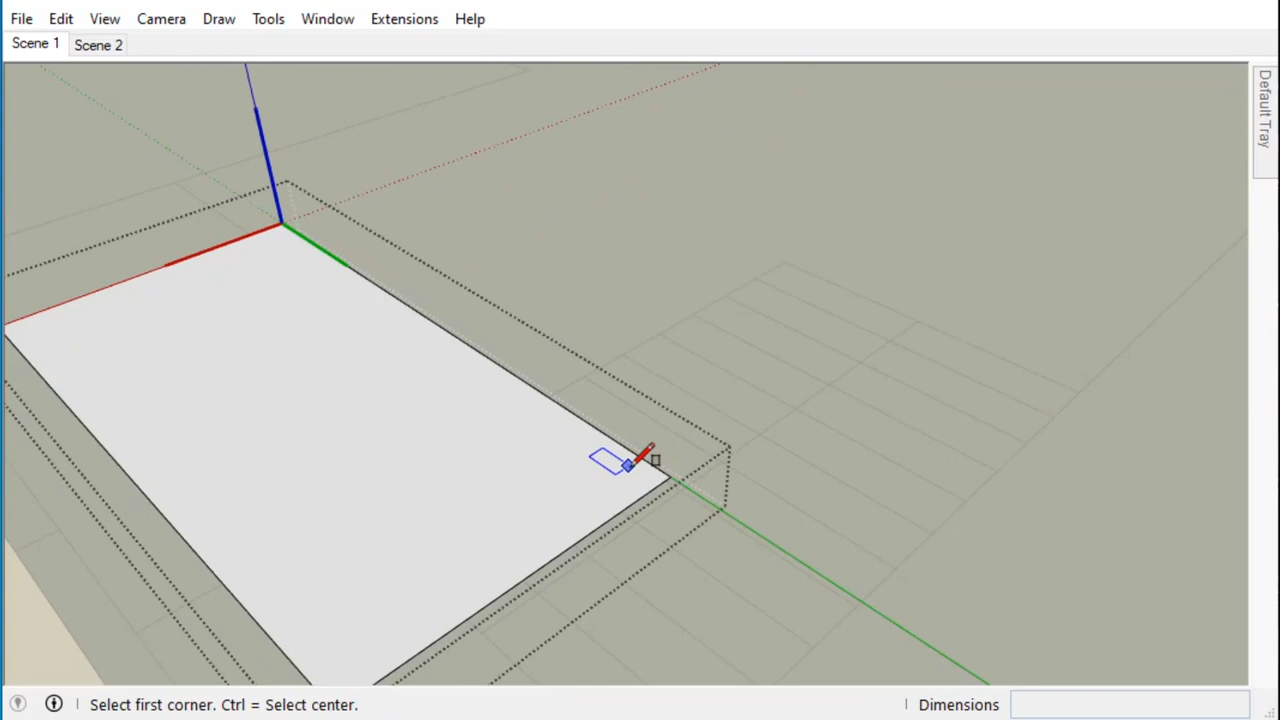 File Edit View Camera Draw Tools Window Extensions Help
Scene 1 Scene 2
Default Tray
Select first corner. Ctrl = Select center. Dimensions